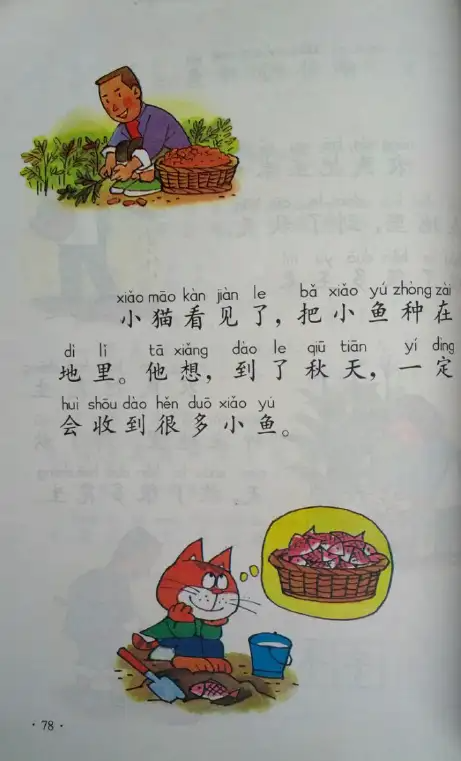 xiǎo māo kàn jiàn le bǎ xiǎo yú zhòng zài
小猫看见了，把小鱼种在
dì lǐ tā xiǎng dào le qiū tiān yí dìng
地里。他想，到了秋天，一定
huì shōu dào hěn duō xiǎo yú
会收到很多小鱼。
·78·